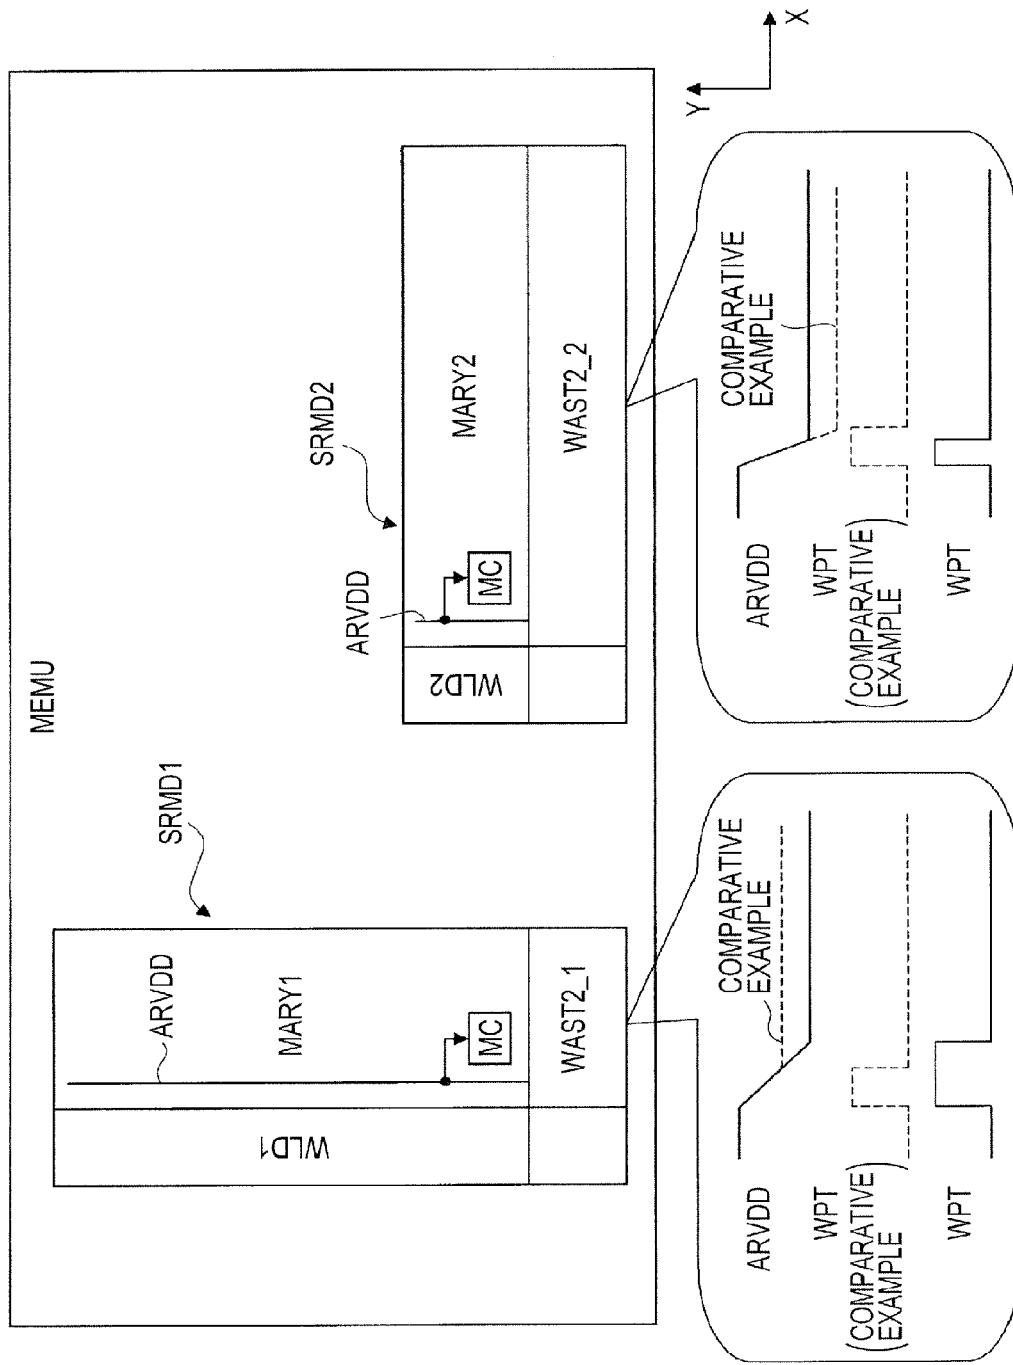 MEMU
SRMD1
SRMD2
ARVDD
MARY1
MC
WLD1
WAST2_1
ARVDD
MARY2
MC
WLD2
WAST2_2
Y
X
COMPARATIVE
EXAMPLE
ARVDD
WPT
(COMPARATIVE
EXAMPLE)
WPT
COMPARATIVE
EXAMPLE
ARVDD
WPT
(COMPARATIVE
EXAMPLE)
WPT